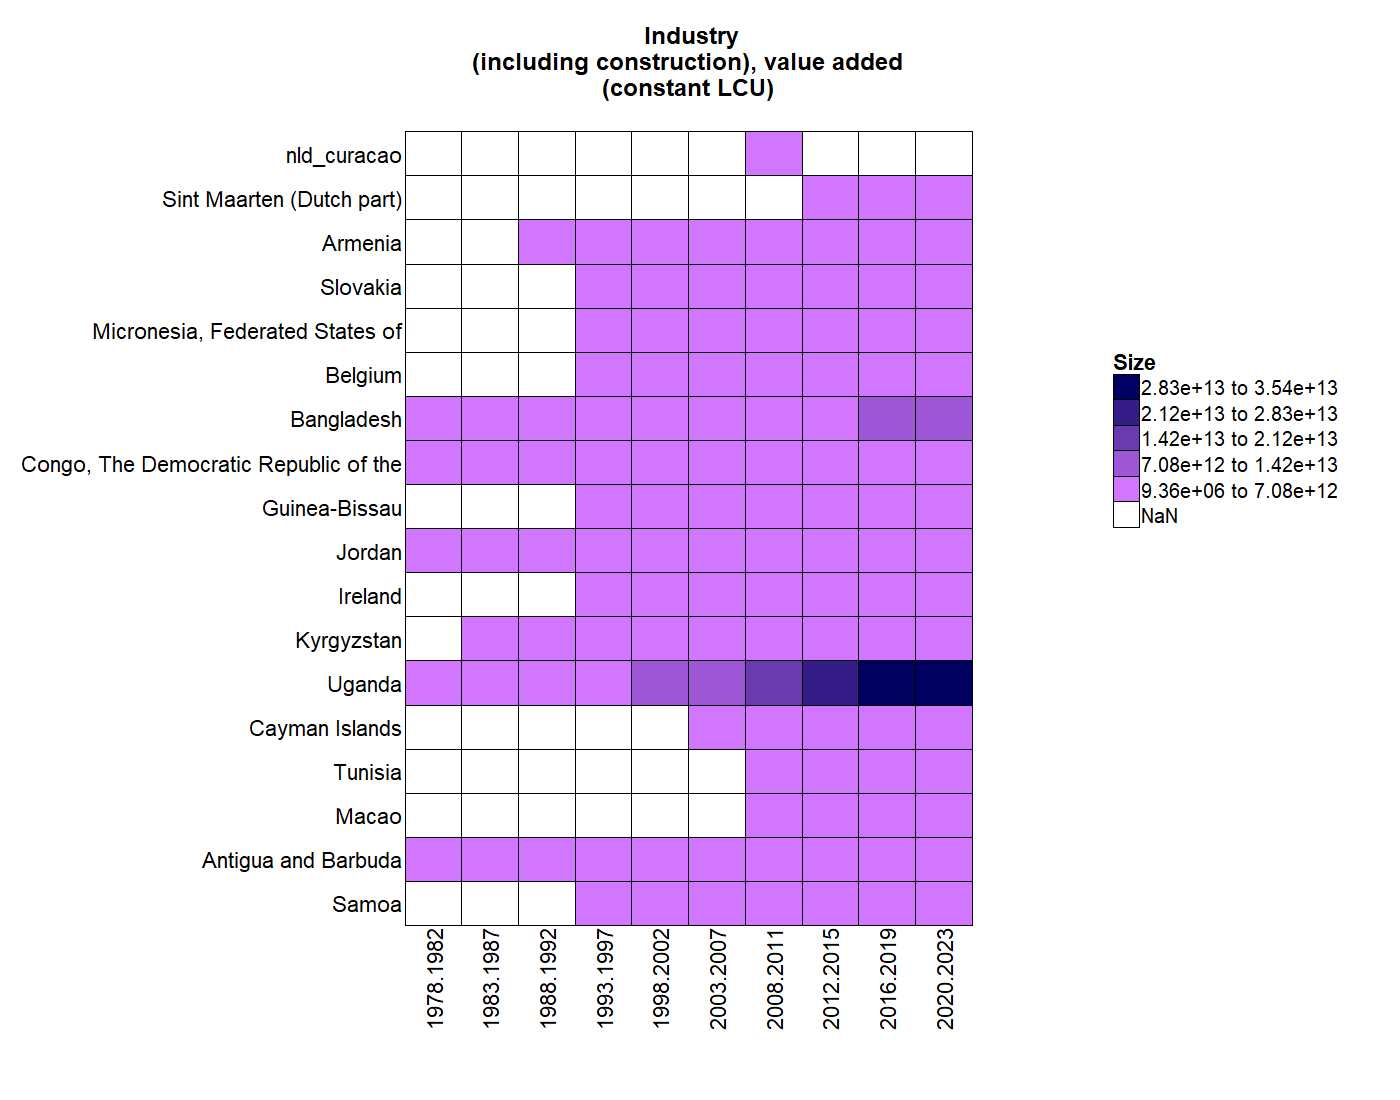 Industry
(including construction), value added
(constant LCU)
nld_curacao
Sint Maarten (Dutch part)
Armenia
Slovakia
Micronesia, Federated States of
Belgium
Bangladesh
Congo, The Democratic Republic of the
Guinea-Bissau
Jordan
Ireland
Kyrgyzstan
Uganda
Cayman Islands
Tunisia
Macao
Antigua and Barbuda
Samoa
1978.1982
1983.1987
1988.1992
1993.1997
1998.2002
2003.2007
2008.2011
2012.2015
2016.2019
2020.2023
Size
2.83e+13 to 3.54e+13
2.12e+13 to 2.83e+13
1.42e+13 to 2.12e+13
7.08e+12 to 1.42e+13
9.36e+06 to 7.08e+12
NaN